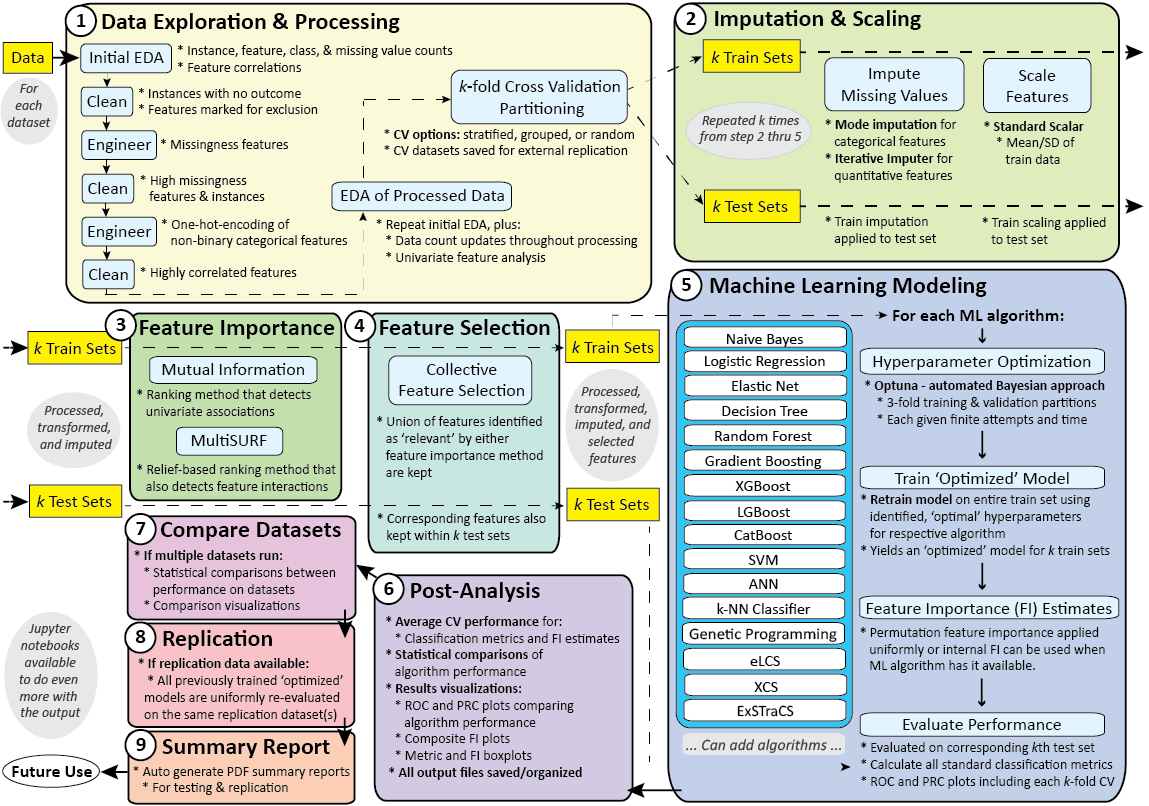 1 Data Exploration & Processing
Data
For
each
dataset
Initial EDA
* Instance, feature, class, & missing value counts
* Feature correlations
Clean
* Instances with no outcome
* Features marked for exclusion
Engineer
* Missingness features
Clean
* High missingness
features & instances
Engineer
* One-hot-encoding of
non-binary categorical features
Clean
* Highly correlated features
k-fold Cross Validation
Partitioning
* CV options: stratified, grouped, or random
* CV datasets saved for external replication
EDA of Processed Data
* Repeat initial EDA, plus:
* Data count updates throughout processing
* Univariate feature analysis
2 Imputation & Scaling
k Train Sets
Repeated k times
from step 2 thru 5
k Test Sets
Impute
Missing Values
* Mode imputation for
categorical features
* Iterative Imputer for
quantitative features
* Train imputation
applied to test set
Scale
Features
* Standard Scalar
* Mean/SD of
train data
* Train scaling applied
to test set
3 Feature Importance
k Train Sets
Processed,
transformed,
and imputed
k Test Sets
Mutual Information
* Ranking method that detects
univariate associations
MultiSURF
* Relief-based ranking method that
also detects feature interactions
4 Feature Selection
Collective
Feature Selection
* Union of features identified
as ‘relevant’ by either
feature importance method
are kept
* Corresponding features also
kept within k test sets
k Train Sets
Processed,
transformed,
imputed, and
selected
features
k Test Sets
5 Machine Learning Modeling
Naive Bayes
Logistic Regression
Elastic Net
Decision Tree
Random Forest
Gradient Boosting
XGBoost
LGBoost
CatBoost
SVM
ANN
k-NN Classifier
Genetic Programming
eLCS
XCS
ExSTraCS
... Can add algorithms ...
For each ML algorithm:
Hyperparameter Optimization
* Optuna - automated Bayesian approach
* 3-fold training & validation partitions
* Each given finite attempts and time
Train ‘Optimized’ Model
* Retrain model on entire train set using
identified, ‘optimal’ hyperparameters
for respective algorithm
* Yields an ‘optimized’ model for k train sets
Feature Importance (FI) Estimates
* Permutation feature importance applied
uniformly or internal FI can be used when
ML algorithm has it available.
Evaluate Performance
* Evaluated on corresponding kth test set
* Calculate all standard classification metrics
* ROC and PRC plots including each k-fold CV
6 Post-Analysis
* Average CV performance for:
* Classification metrics and FI estimates
* Statistical comparisons of
algorithm performance
* Results visualizations:
* ROC and PRC plots comparing
algorithm performance
* Composite FI plots
* Metric and FI boxplots
* All output files saved/organized
7 Compare Datasets
* If multiple datasets run:
* Statistical comparisons between
performance on datasets
* Comparison visualizations
8 Replication
* If replication data available:
* All previously trained ‘optimized’
models are uniformly re-evaluated
on the same replication dataset(s)
9 Summary Report
* Auto generate PDF summary reports
* For testing & replication
Jupyter
notebooks
available
to do even
more with
the output
Future Use